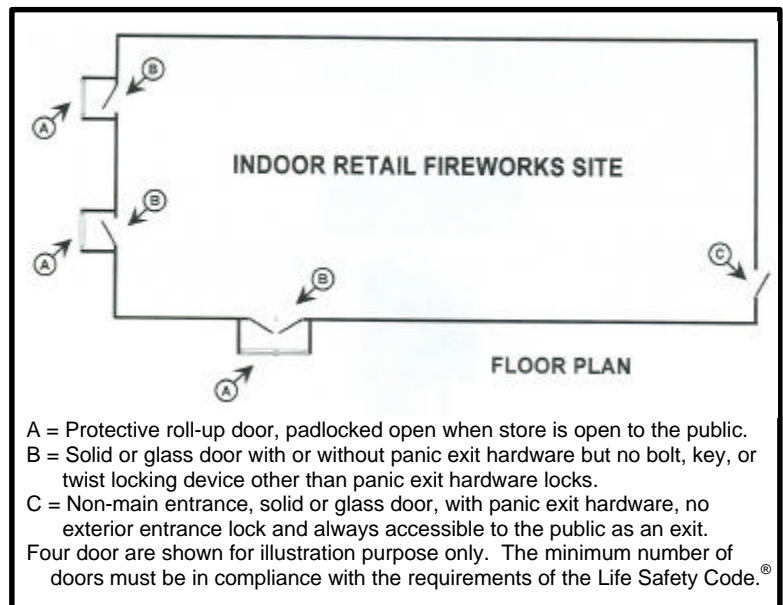 B
A
INDOOR RETAIL FIREWORKS SITE
B
A
C
B
FLOOR PLAN
A
A = Protective roll-up door, padlocked open when store is open to the public.
B = Solid or glass door with or without panic exit hardware but no bolt, key, or
twist locking device other than panic exit hardware locks.
C = Non-main entrance, solid or glass door, with panic exit hardware, no
exterior entrance lock and always accessible to the public as an exit.
Four door are shown for illustration purpose only. The minimum number of
doors must be in compliance with the requirements of the Life Safety Code.®